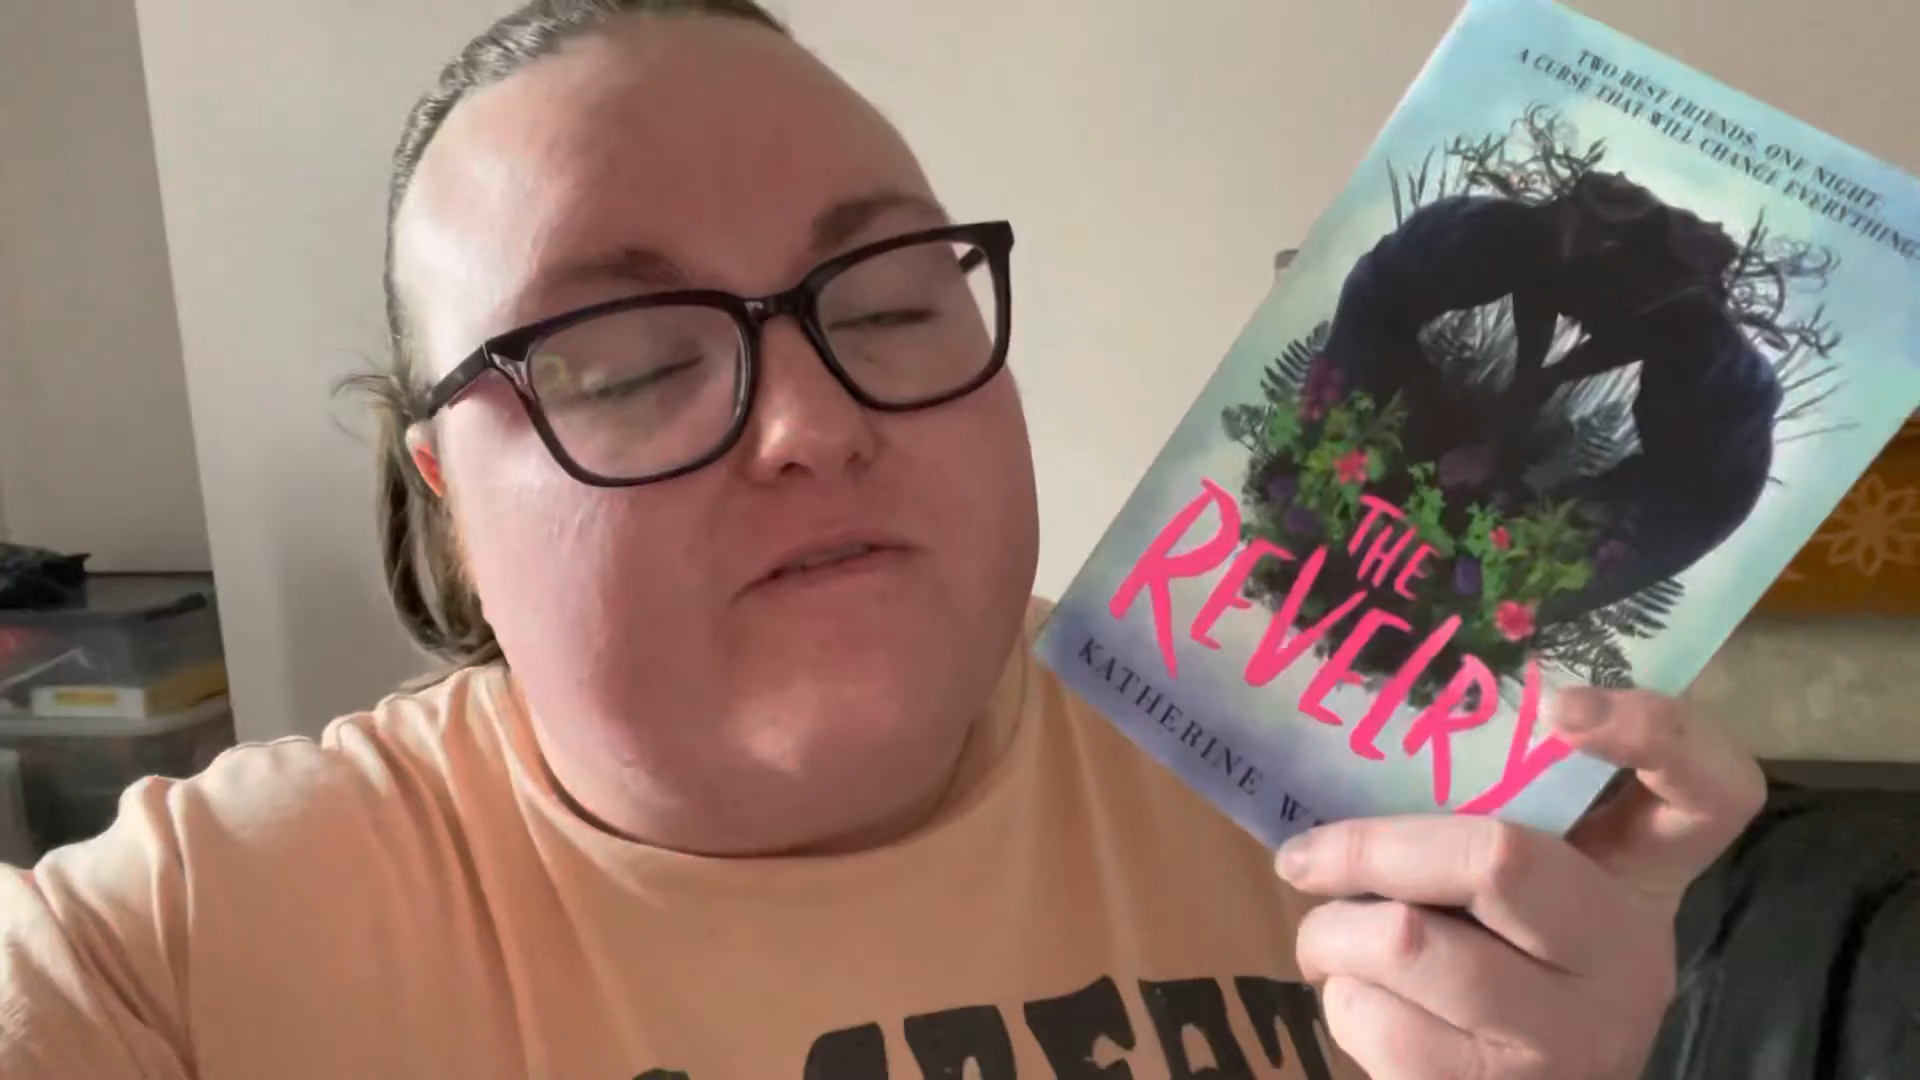 TWO BEST FRIENDS. ONE NIGHT.
A CURSE THAT WILL CHANGE EVERYTHING
THE
REVELRY
KATHERINE